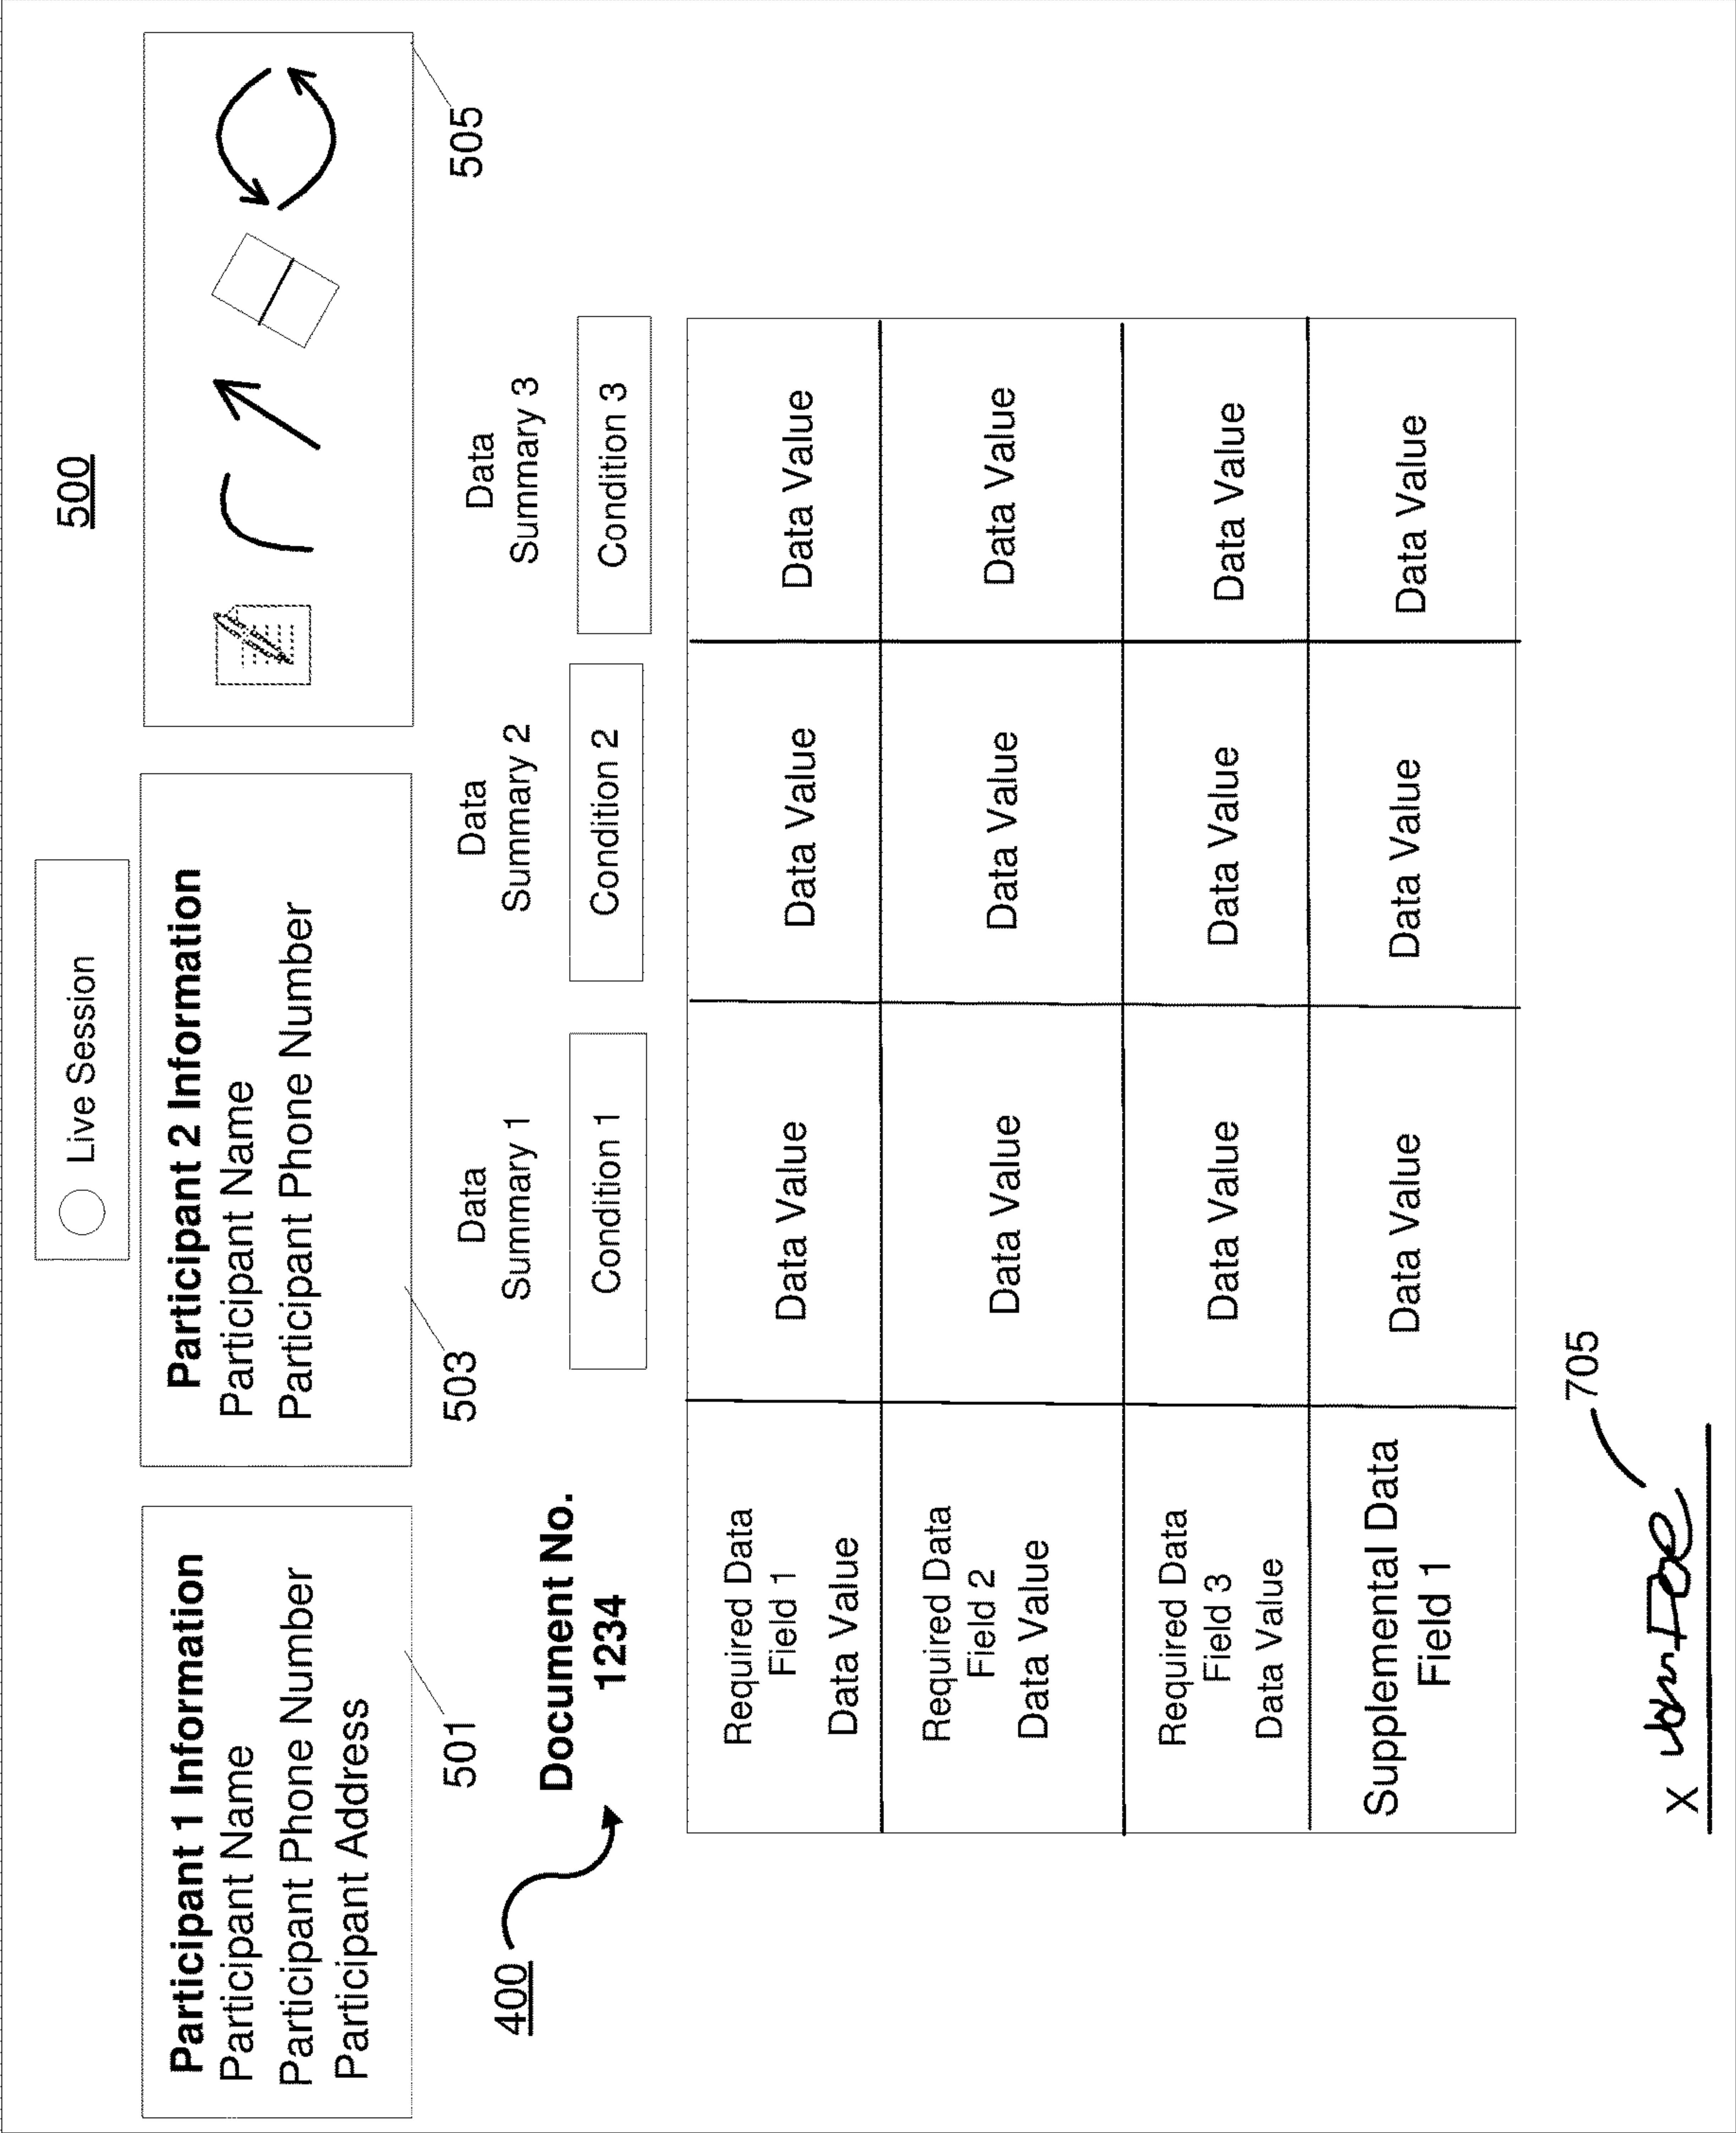 500
Live Session
Participant 1 Information
Participant Name
Participant Phone Number
Participant Address
501
Participant 2 Information
Participant Name
Participant Phone Number
503
505
400
Document No.
1234
Data
Summary 1
Condition 1
Data
Summary 2
Condition 2
Data
Summary 3
Condition 3
Required Data
Field 1
Data Value
Data Value
Data Value
Data Value
Required Data
Field 2
Data Value
Data Value
Data Value
Data Value
Required Data
Field 3
Data Value
Data Value
Data Value
Data Value
Supplemental Data
Field 1
Data Value
Data Value
Data Value
X John Doe
705